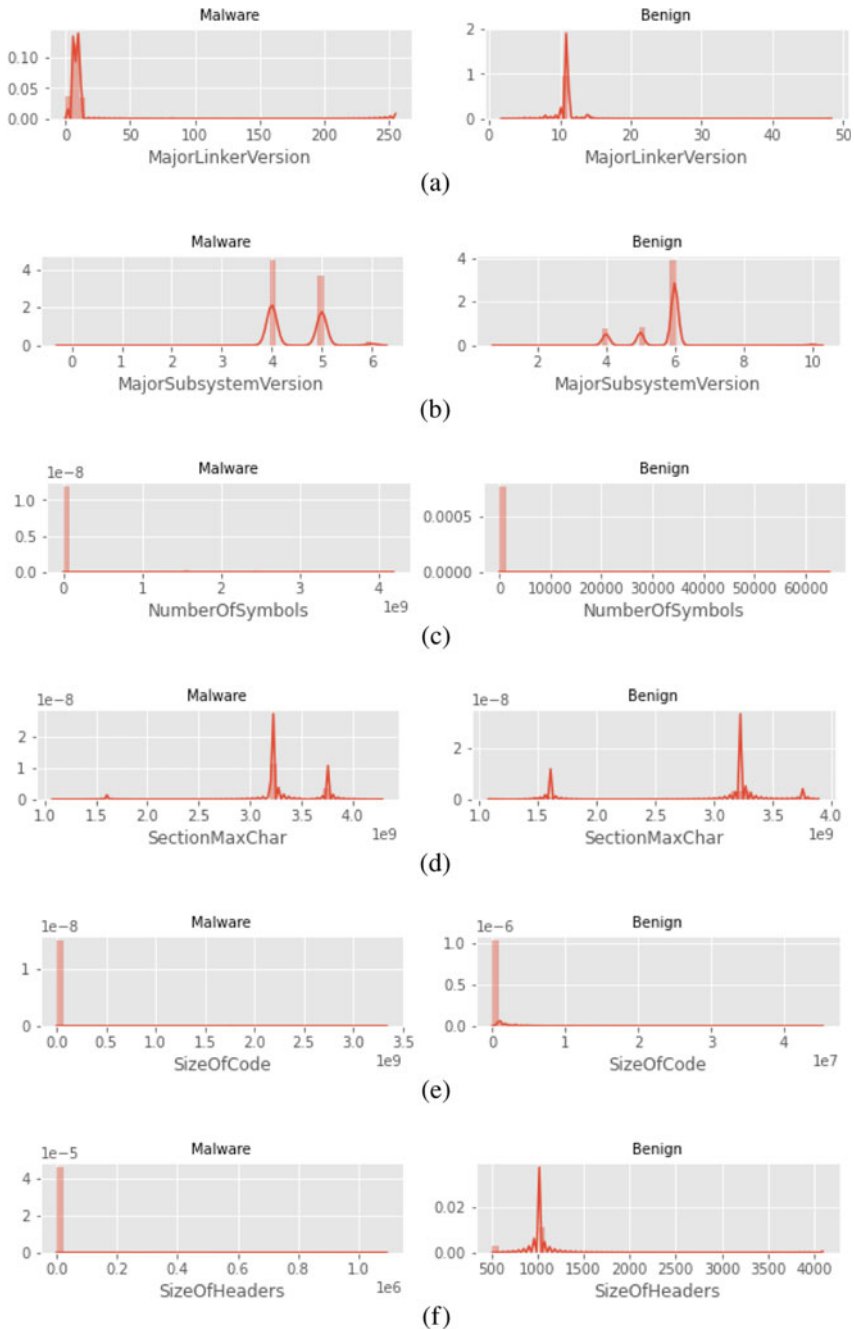 Malware Benign
0.10 2
0.05 1
0.00 0
0 50 100 150 200 250 0 10 20 30 40 50
MajorLinkerVersion MajorLinkerVersion
(a)
Malware Benign
4 4
2 2
0 0
0 1 2 3 4 5 6 2 4 6 8 10
MajorSubsystemVersion MajorSubsystemVersion
(b)
1e−8 Malware Benign
1.0 0.0005
0.5
0.0 0.0000
0 1 2 3 4 0 10000 20000 30000 40000 50000 60000
NumberOfSymbols 1e9 NumberOfSymbols
(c)
1e−8 Malware 1e−8 Benign
2 2
1
0 0
1.0 1.5 2.0 2.5 3.0 3.5 4.0 1.0 1.5 2.0 2.5 3.0 3.5 4.0
SectionMaxChar 1e9 SectionMaxChar 1e9
(d)
1e−8 Malware 1e−6 Benign
1 1.0
0.5
0 0.0
0.0 0.5 1.0 1.5 2.0 2.5 3.0 3.5 0 1 2 3 4
SizeOfCode 1e9 SizeOfCode 1e7
(e)
1e−5 Malware Benign
4 0.02
2
0 0.00
0.0 0.2 0.4 0.6 0.8 1.0 500 1000 1500 2000 2500 3000 3500 4000
SizeOfHeaders 1e6 SizeOfHeaders
(f)